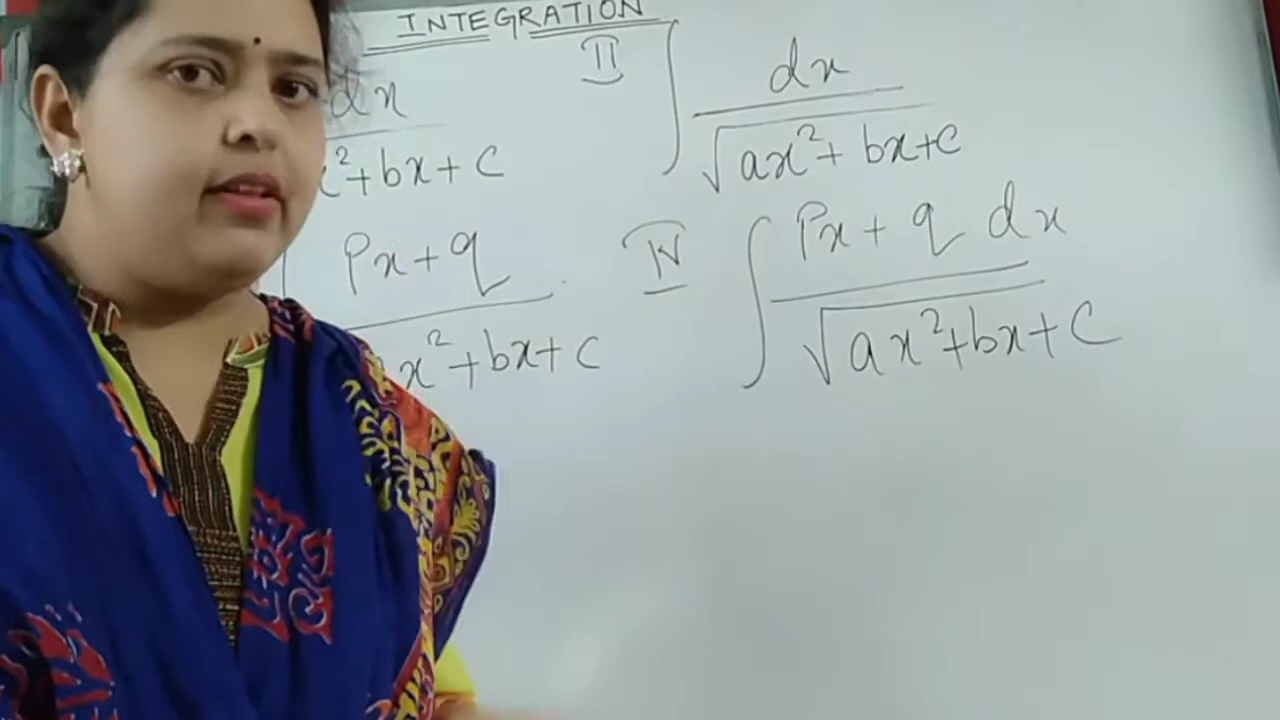 INTEGRATION
dx
x²+bx+c
II ∫ dx
√ax²+bx+c
px+q
x²+bx+c
IV ∫ px+q dx
√ax²+bx+c